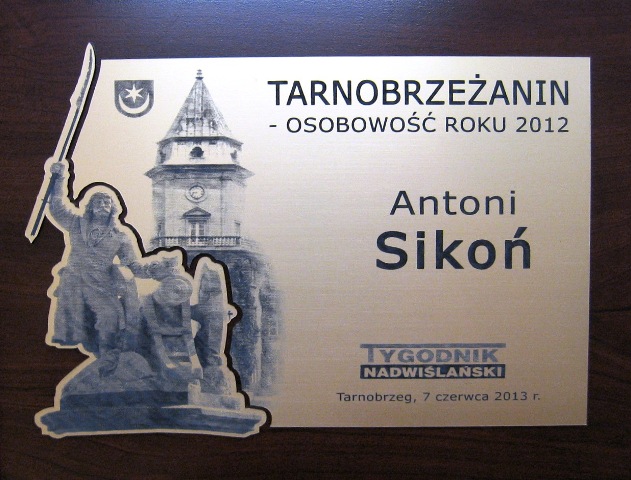 TARNOBRZEŻANIN
- OSOBOWOŚĆ ROKU 2012
Antoni
Sikoń
TYGODNIK
NADWIŚLAŃSKI
Tarnobrzeg, 7 czerwca 2013 r.